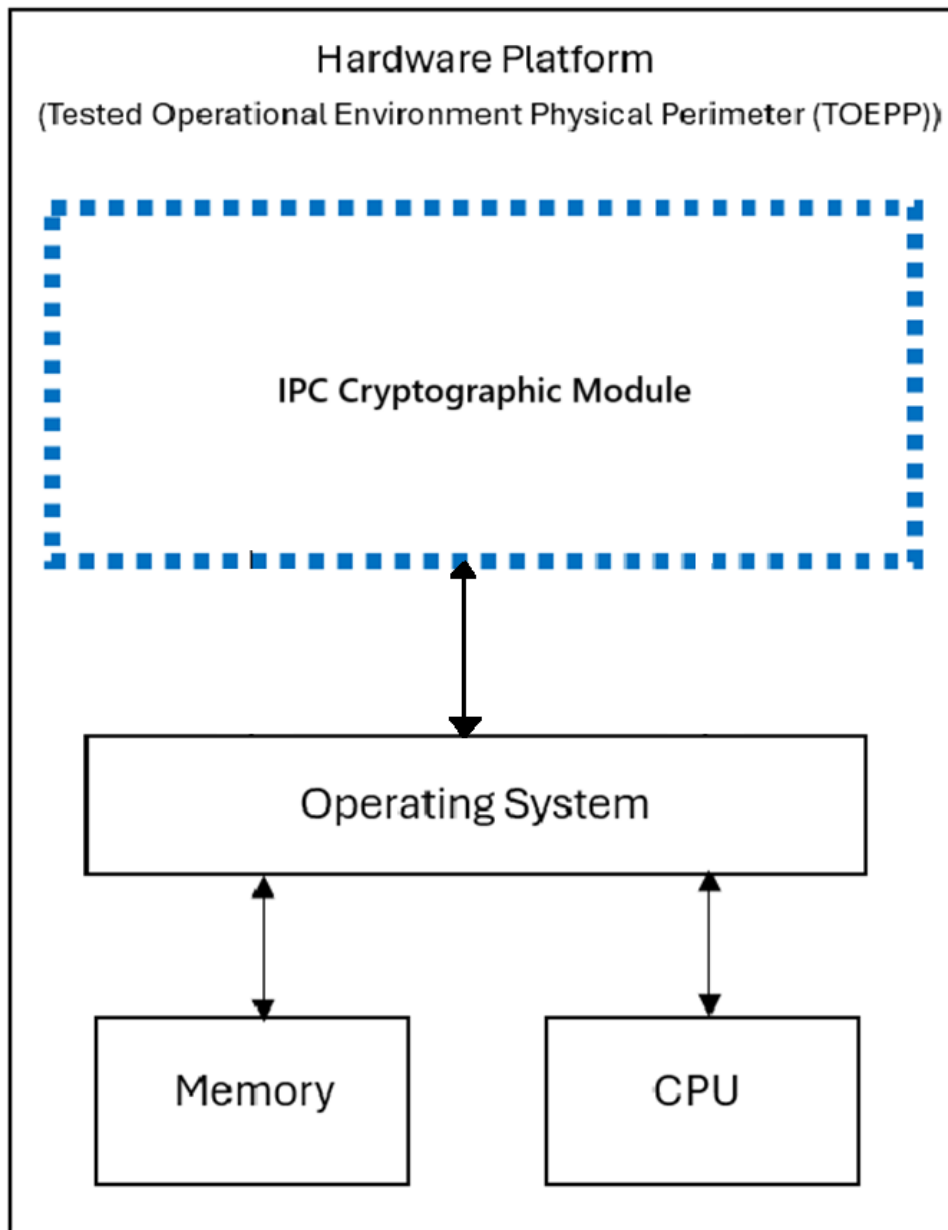 Hardware Platform
(Tested Operational Environment Physical Perimeter (TOEPP))
IPC Cryptographic Module
Operating System
Memory
CPU